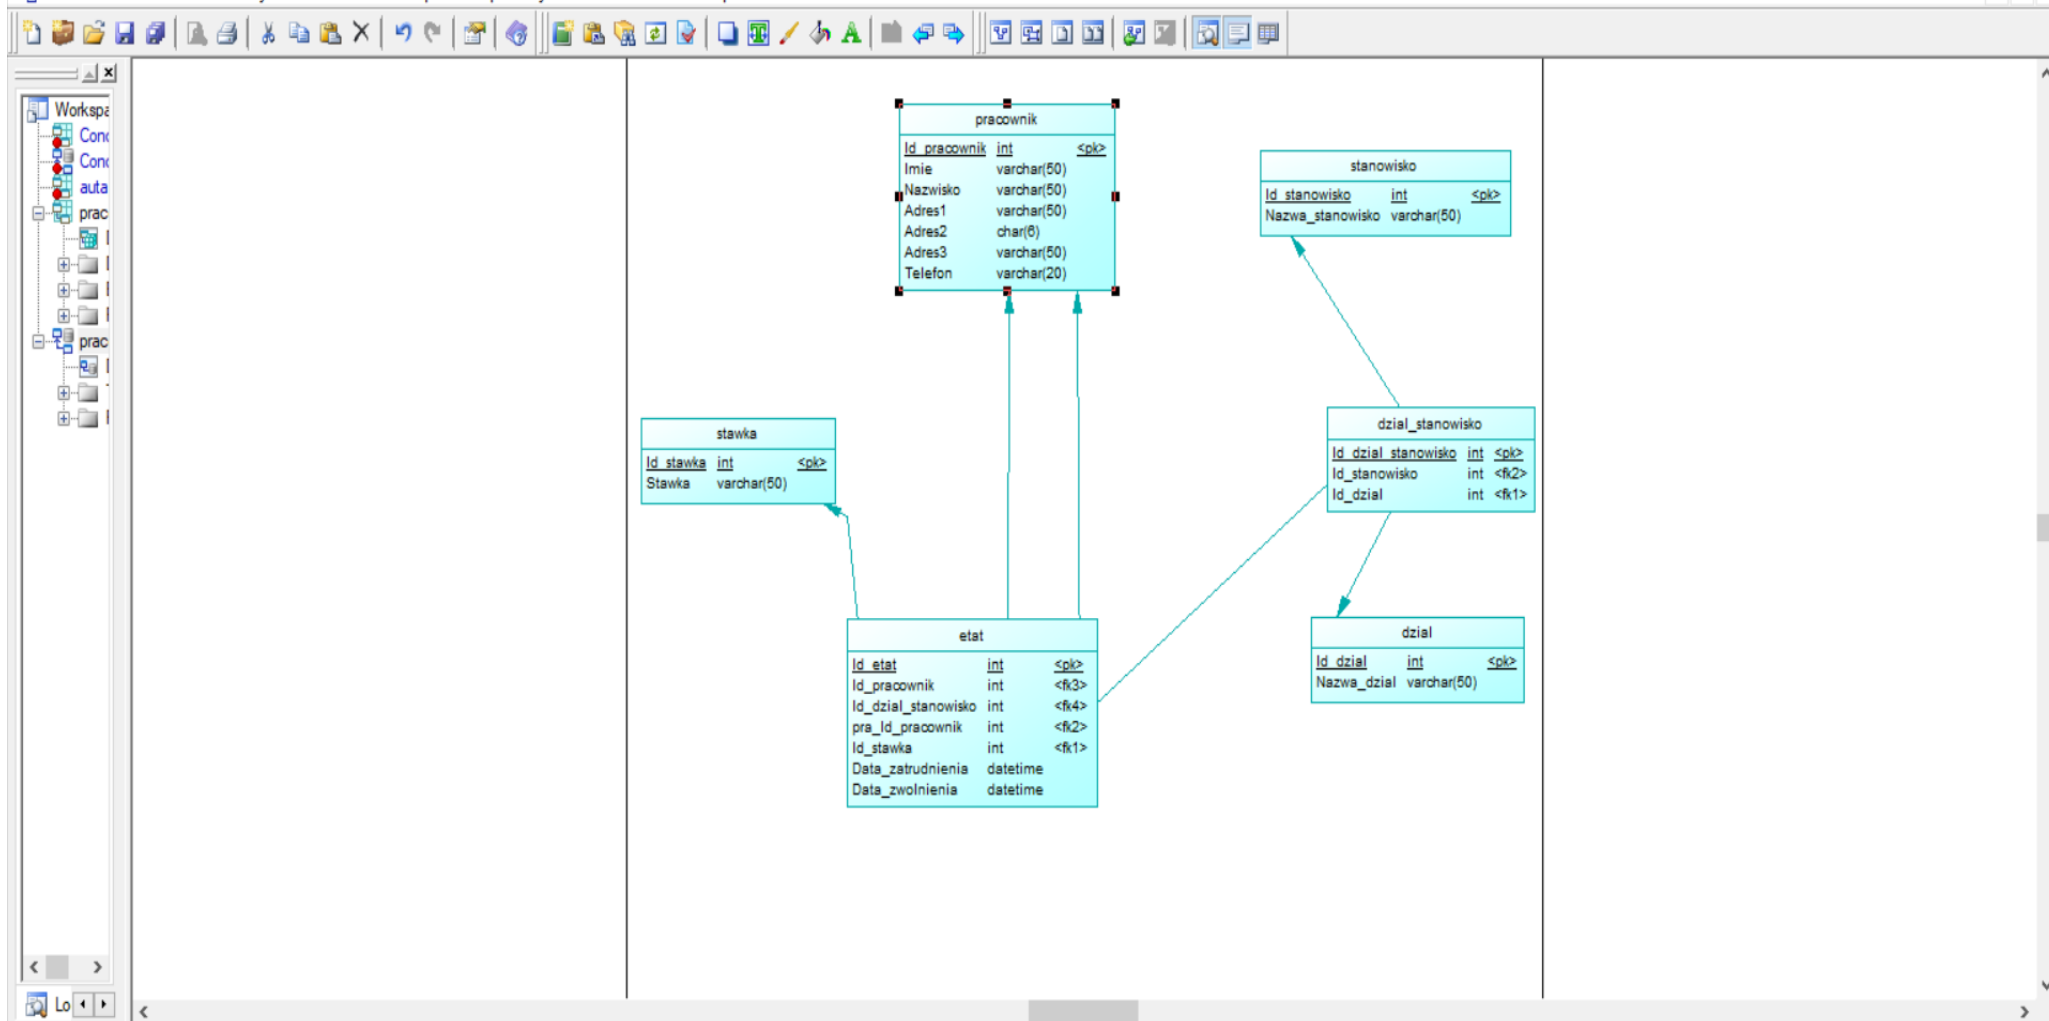 Workspa
Conc
Conc
auta
prac
prac
Lo
pracownik
Id_pracownik int <pk>
Imie varchar(50)
Nazwisko varchar(50)
Adres1 varchar(50)
Adres2 char(6)
Adres3 varchar(50)
Telefon varchar(20)
stanowisko
Id_stanowisko int <pk>
Nazwa_stanowisko varchar(50)
stawka
Id_stawka int <pk>
Stawka varchar(50)
dzial_stanowisko
Id_dzial_stanowisko int <pk>
Id_stanowisko int <fk2>
Id_dzial int <fk1>
etat
Id_etat int <pk>
Id_pracownik int <fk3>
Id_dzial_stanowisko int <fk4>
pra_Id_pracownik int <fk2>
Id_stawka int <fk1>
Data_zatrudnienia datetime
Data_zwolnienia datetime
dzial
Id_dzial int <pk>
Nazwa_dzial varchar(50)